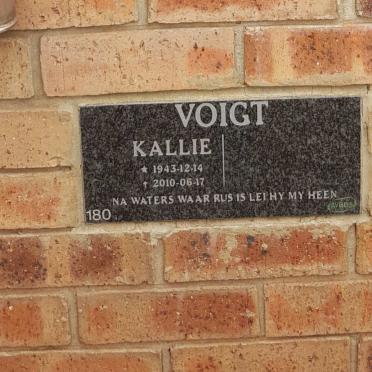 VOIGT
KALLIE
★ 1943-12-14
† 2010-06-17
NA WATERS WAAR RUS IS LEI HY MY HEEN
180